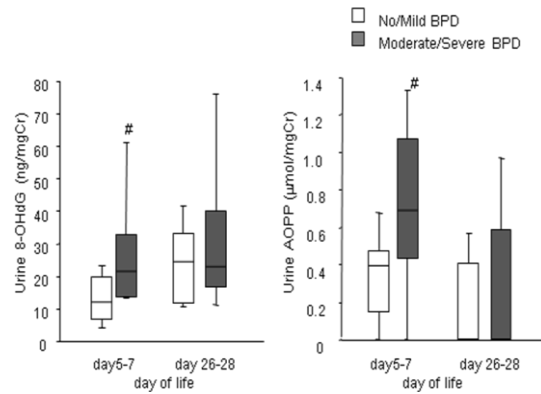 No/Mild BPD
Moderate/Severe BPD
Urine 8-OHdG (ng/mgCr)
80
70
60
50
40
30
20
10
0
#
day5-7 day 26-28
day of life
Urine AOPP (μmol/mgCr)
1.4
1.2
1.0
0.8
0.6
0.4
0.2
0.0
#
day5-7 day 26-28
day of life